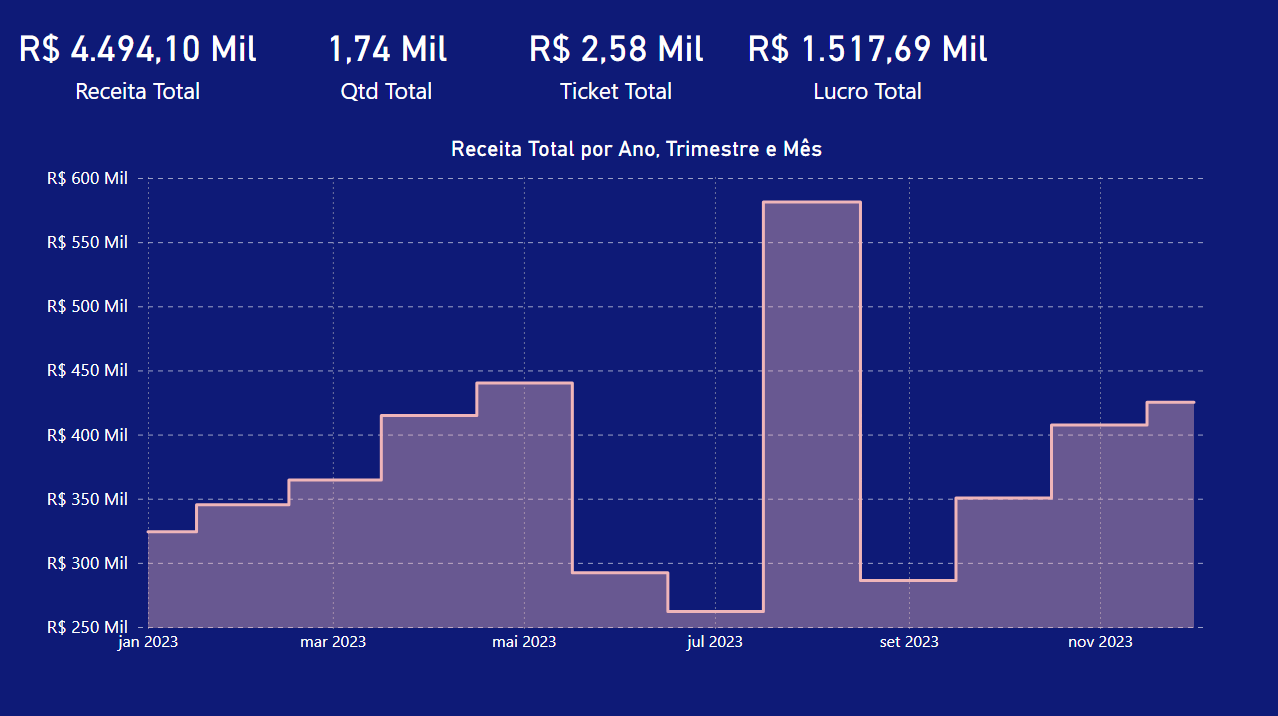 R$ 4.494,10 Mil 1,74 Mil R$ 2,58 Mil R$ 1.517,69 Mil
Receita Total Qtd Total Ticket Total Lucro Total
Receita Total por Ano, Trimestre e Mês
R$ 600 Mil
R$ 550 Mil
R$ 500 Mil
R$ 450 Mil
R$ 400 Mil
R$ 350 Mil
R$ 300 Mil
R$ 250 Mil
jan 2023 mar 2023 mai 2023 jul 2023 set 2023 nov 2023